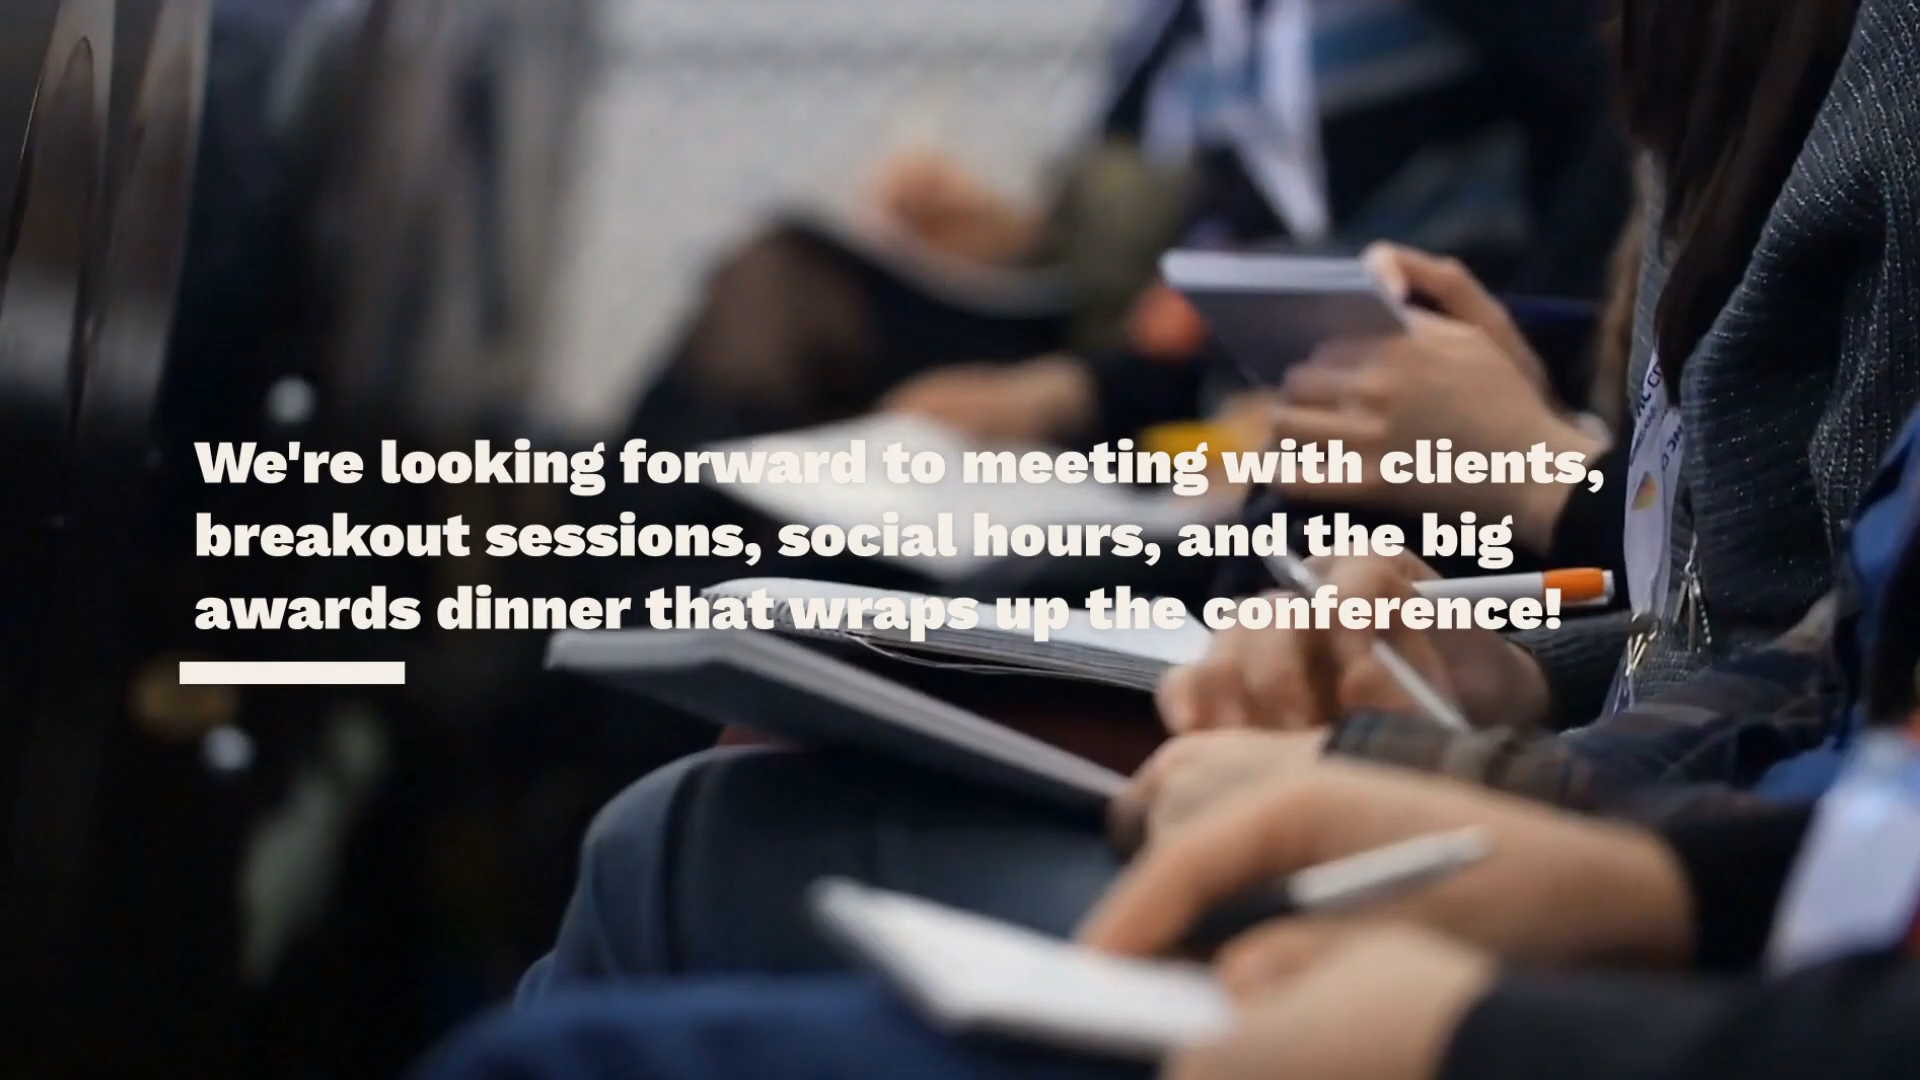 We're looking forward to meeting with clients,
breakout sessions, social hours, and the big
awards dinner that wraps up the conference!